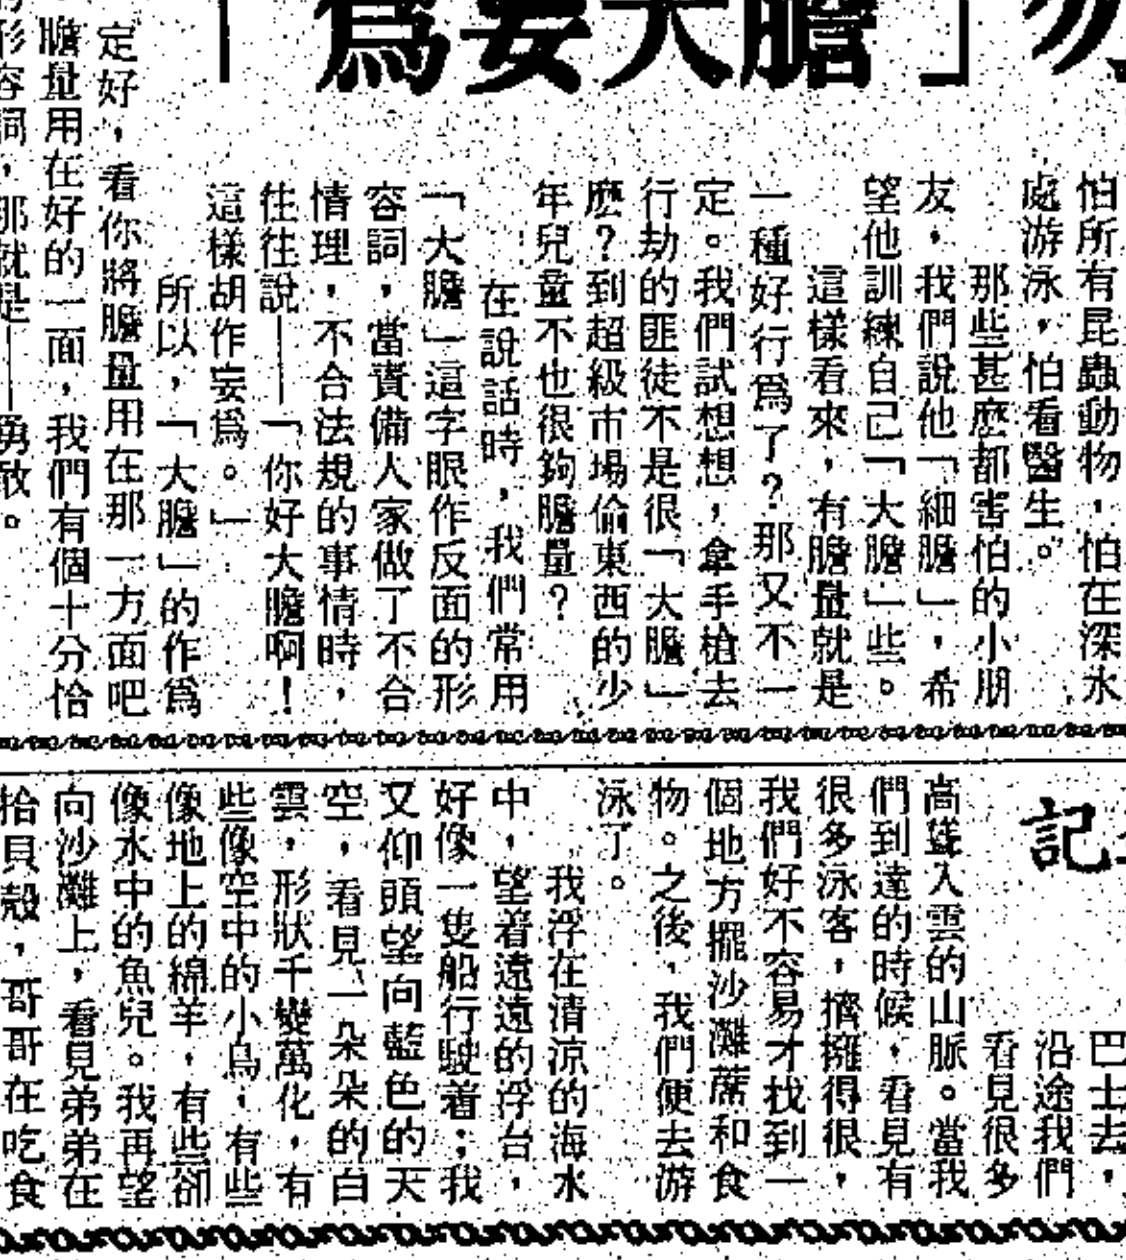 勿「爲妄大膽」
怕所有昆蟲動物，怕在深水
處游泳，怕看醫生。
那些甚麽都害怕的小朋
友，我們說他「細膽」，希
望他訓練自己「大膽」些。
這樣看來，有膽量就是
一種好行爲了？那又不一
定。我們試想想，拿手槍去
行劫的匪徒不是很「大膽」
麽？到超級市場偷東西的少
年兒童不也很夠膽量？
在說話時，我們常用
「大膽」這字眼作反面的形
容詞，當責備人家做了不合
情理，不合法規的事情時，
往往說——「你好大膽啊！
這樣胡作妄爲。」
所以，「大膽」的作爲
定好，看你將膽量用在那一方面吧
膽量用在好的一面，我們有個十分恰
形容詞，那就是——勇敢。
記
巴士去，
沿途我們
看見很多
高聳入雲的山脈。當我
們到達的時候，看見有
很多泳客，擠擁得很，
我們好不容易才找到一
個地方擺沙灘蓆和食
物。之後，我們便去游
泳了。
我浮在清涼的海水
中，望着遠遠的浮台，
好像一隻船行駛着；我
又仰頭望向藍色的天
空，看見一朵朵的白
雲，形狀千變萬化，有
些像空中的小鳥，有些
像地上的綿羊，有些卻
像水中的魚兒。我再望
向沙灘上，看見弟弟在
拾貝殼，哥哥在吃食